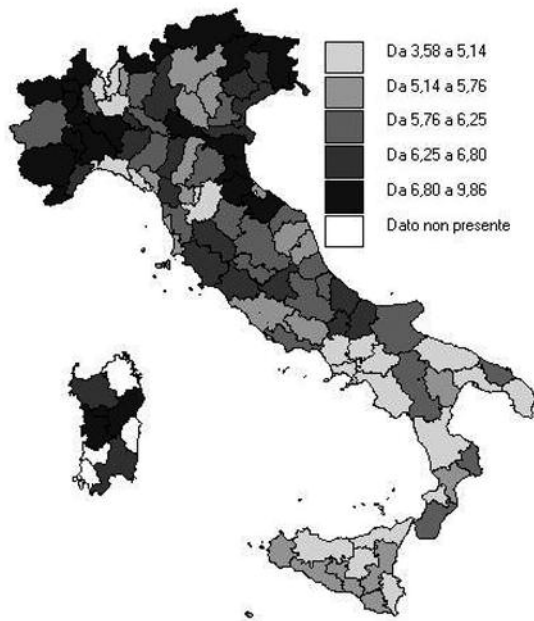 Da 3,58 a 5,14
Da 5,14 a 5,76
Da 5,76 a 6,25
Da 6,25 a 6,80
Da 6,80 a 9,86
Dato non presente